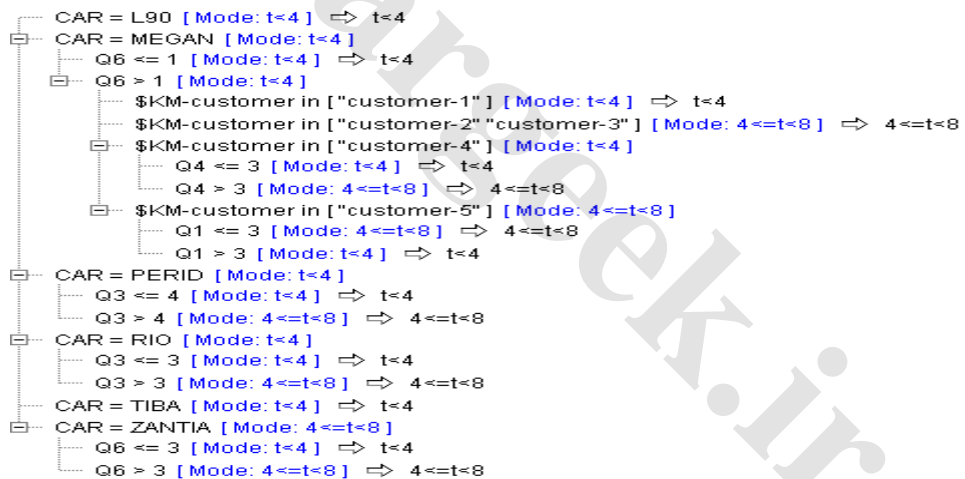 CAR = L90 [Mode: t<4] ⇨ t<4
CAR = MEGAN [Mode: t<4]
Q6 <= 1 [Mode: t<4] ⇨ t<4
Q6 > 1 [Mode: t<4]
$KM-customer in ["customer-1"] [Mode: t<4] ⇨ t<4
$KM-customer in ["customer-2" "customer-3"] [Mode: 4<=t<8] ⇨ 4<=t<8
$KM-customer in ["customer-4"] [Mode: t<4]
Q4 <= 3 [Mode: t<4] ⇨ t<4
Q4 > 3 [Mode: 4<=t<8] ⇨ 4<=t<8
$KM-customer in ["customer-5"] [Mode: 4<=t<8]
Q1 <= 3 [Mode: 4<=t<8] ⇨ 4<=t<8
Q1 > 3 [Mode: t<4] ⇨ t<4
CAR = PERID [Mode: t<4]
Q3 <= 4 [Mode: t<4] ⇨ t<4
Q3 > 4 [Mode: 4<=t<8] ⇨ 4<=t<8
CAR = RIO [Mode: t<4]
Q3 <= 3 [Mode: t<4] ⇨ t<4
Q3 > 3 [Mode: 4<=t<8] ⇨ 4<=t<8
CAR = TIBA [Mode: t<4] ⇨ t<4
CAR = ZANTIA [Mode: 4<=t<8]
Q6 <= 3 [Mode: t<4] ⇨ t<4
Q6 > 3 [Mode: 4<=t<8] ⇨ 4<=t<8
argeek.ir